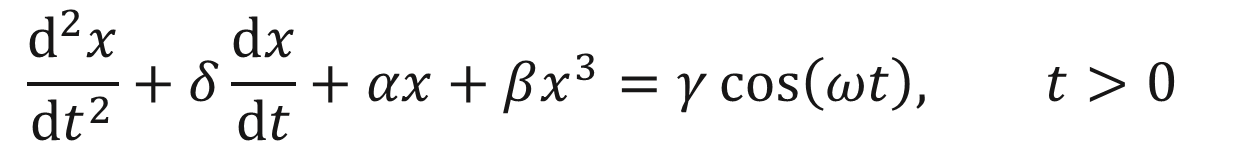 d²x/dt² + δ dx/dt + αx + βx³ = γ cos(ωt), t > 0